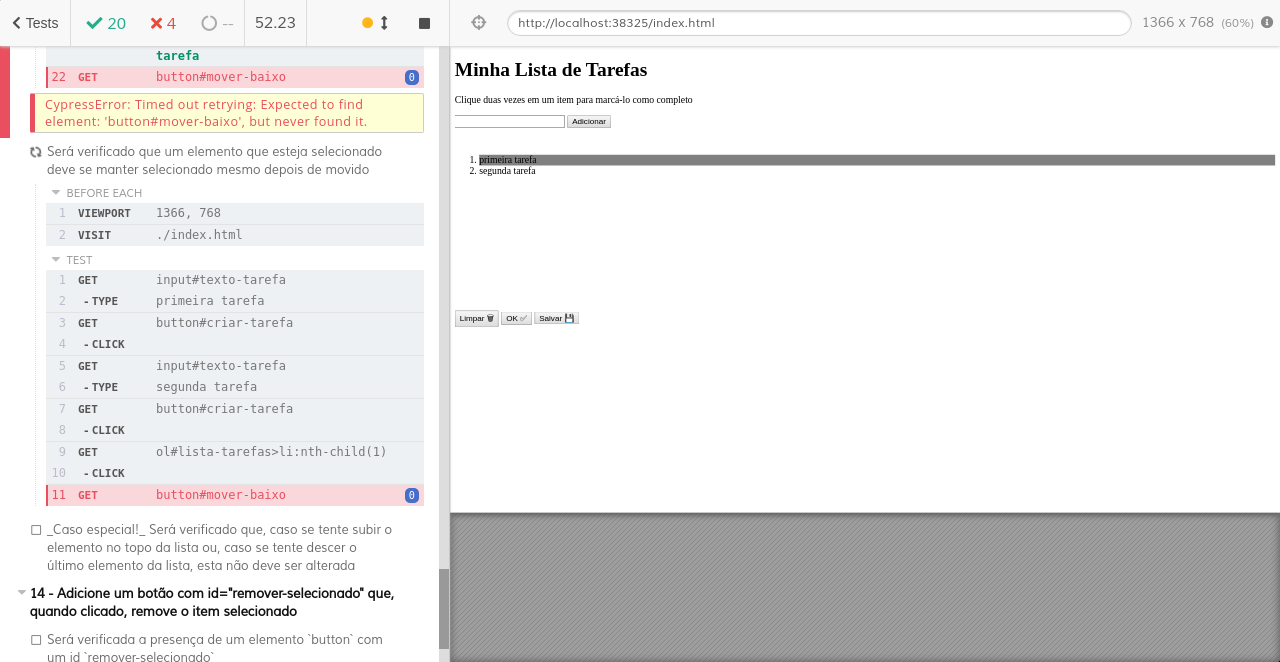 Tests 20 4 -- 52.23 http://localhost:38325/index.html 1366 x 768 (60%)
tarefa
22 GET button#mover-baixo 0
CypressError: Timed out retrying: Expected to find
element: 'button#mover-baixo', but never found it.
Será verificado que um elemento que esteja selecionado
deve se manter selecionado mesmo depois de movido
BEFORE EACH
1 VIEWPORT 1366, 768
2 VISIT ./index.html
TEST
1 GET input#texto-tarefa
2 -TYPE primeira tarefa
3 GET button#criar-tarefa
4 -CLICK
5 GET input#texto-tarefa
6 -TYPE segunda tarefa
7 GET button#criar-tarefa
8 -CLICK
9 GET ol#lista-tarefas>li:nth-child(1)
10 -CLICK
11 GET button#mover-baixo 0
_Caso especial!_ Será verificado que, caso se tente subir o
elemento no topo da lista ou, caso se tente descer o
último elemento da lista, esta não deve ser alterada
14 - Adicione um botão com id="remover-selecionado" que,
quando clicado, remove o item selecionado
Será verificada a presença de um elemento `button` com
um id `remover-selecionado`
Minha Lista de Tarefas
Clique duas vezes em um item para marcá-lo como completo
Adicionar
1. primeira tarefa
2. segunda tarefa
Limpar 🗑 OK ✅ Salvar 💾